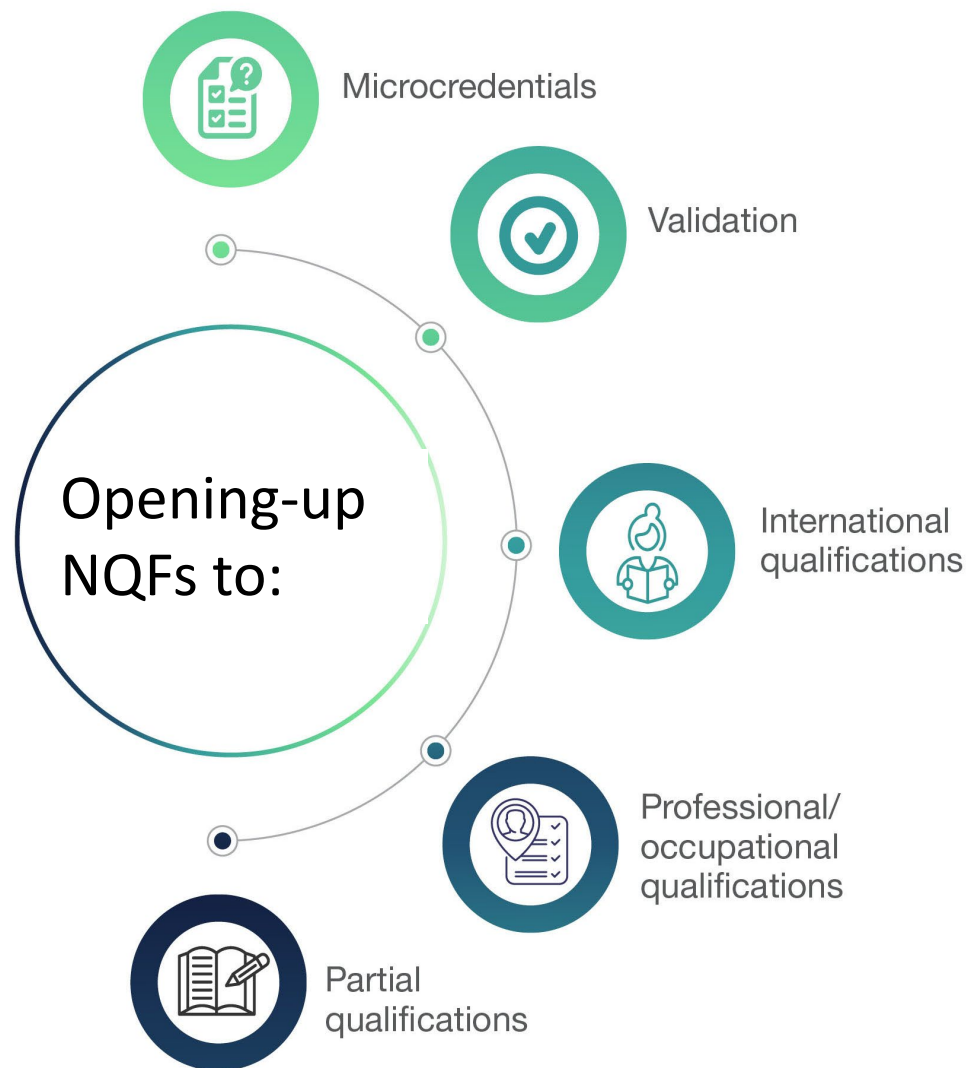 Microcredentials
Validation
Opening-up
NQFs to:
International
qualifications
Professional/
occupational
qualifications
Partial
qualifications